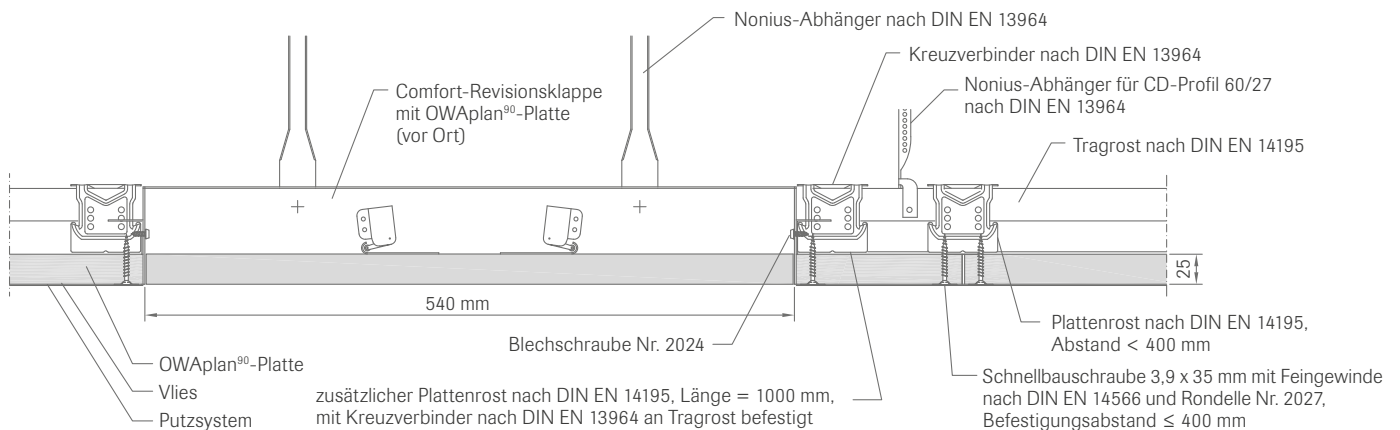 Nonius-Abhänger nach DIN EN 13964
Kreuzverbinder nach DIN EN 13964
Nonius-Abhänger für CD-Profil 60/27
nach DIN EN 13964
Comfort-Revisionsklappe
mit OWAplan⁹⁰-Platte
(vor Ort)
Tragrost nach DIN EN 14195
25
540 mm
Blechschraube Nr. 2024
Plattenrost nach DIN EN 14195,
Abstand < 400 mm
OWAplan⁹⁰-Platte
Vlies
Putzsystem
zusätzlicher Plattenrost nach DIN EN 14195, Länge = 1000 mm,
mit Kreuzverbinder nach DIN EN 13964 an Tragrost befestigt
Schnellbauschraube 3,9 x 35 mm mit Feingewinde
nach DIN EN 14566 und Rondelle Nr. 2027,
Befestigungsabstand ≤ 400 mm